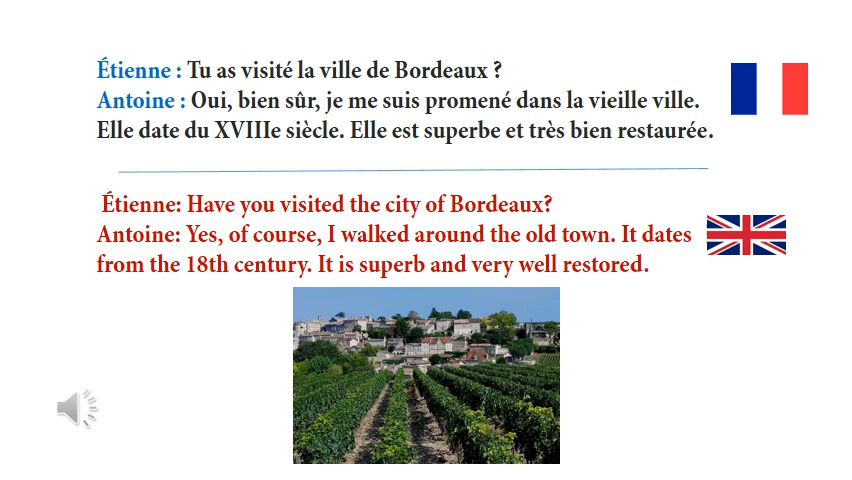 Étienne : Tu as visité la ville de Bordeaux ?
Antoine : Oui, bien sûr, je me suis promené dans la vieille ville.
Elle date du XVIIIe siècle. Elle est superbe et très bien restaurée.
Étienne: Have you visited the city of Bordeaux?
Antoine: Yes, of course, I walked around the old town. It dates
from the 18th century. It is superb and very well restored.